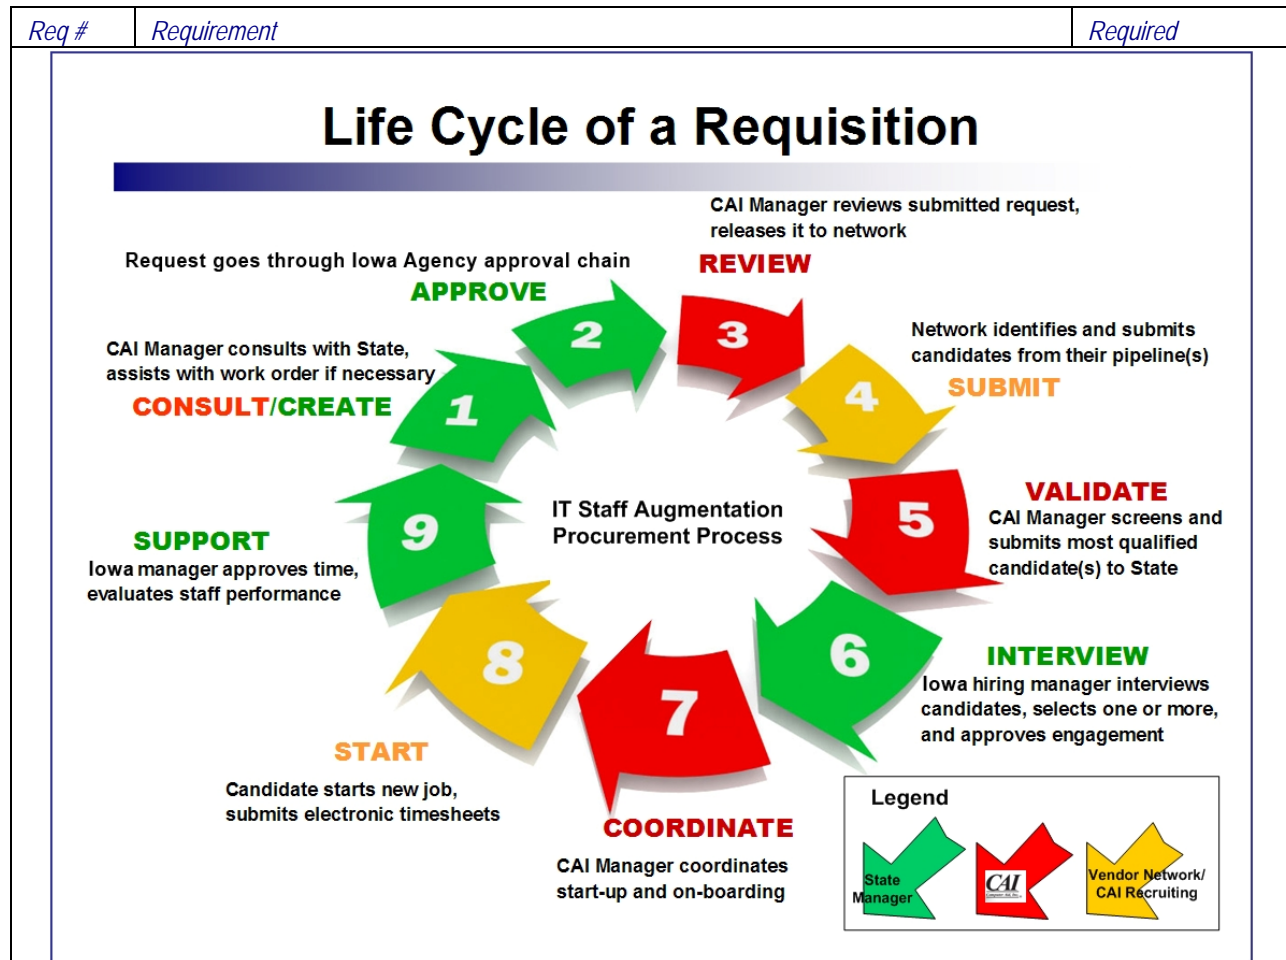 Req # Requirement Required
Life Cycle of a Requisition
CAI Manager reviews submitted request,
releases it to network
REVIEW
Request goes through Iowa Agency approval chain
APPROVE
CAI Manager consults with State,
assists with work order if necessary
CONSULT/CREATE
Network identifies and submits
candidates from their pipeline(s)
SUBMIT
1
2
3
4
5
6
7
8
9
IT Staff Augmentation
Procurement Process
VALIDATE
CAI Manager screens and
submits most qualified
candidate(s) to State
SUPPORT
Iowa manager approves time,
evaluates staff performance
INTERVIEW
Iowa hiring manager interviews
candidates, selects one or more,
and approves engagement
START
Candidate starts new job,
submits electronic timesheets
COORDINATE
CAI Manager coordinates
start-up and on-boarding
Legend
State
Manager
CAI
Vendor Network/
CAI Recruiting